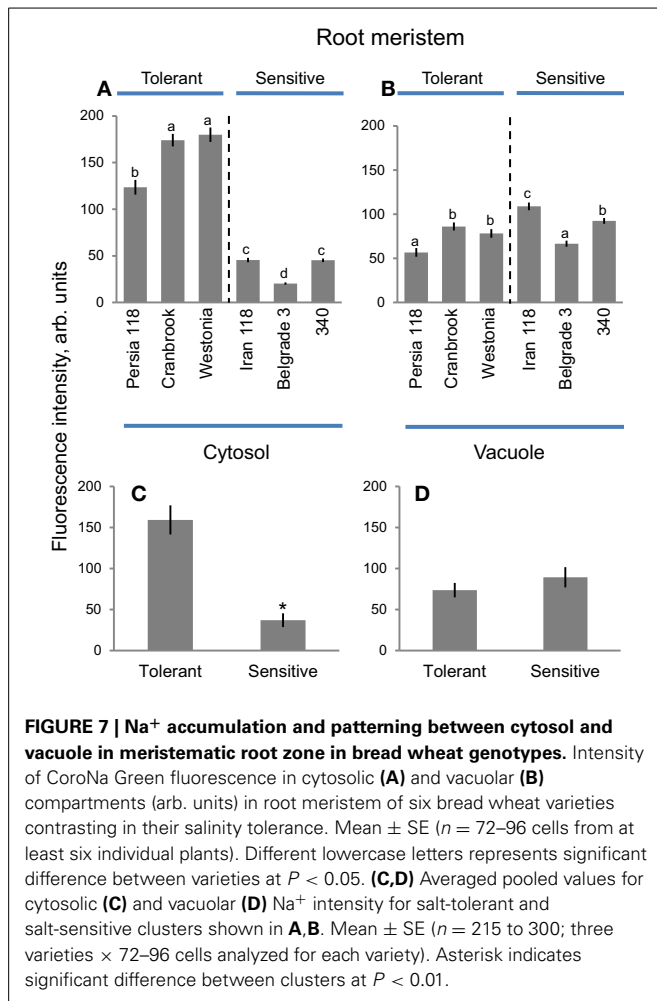 Root meristem
Tolerant Sensitive Tolerant Sensitive
A B
200 200
150 150
100 100
50 50
0 0
b a a c d c
a b b c a b
Persia 118 Cranbrook Westonia Iran 118 Belgrade 3 340
Persia 118 Cranbrook Westonia Iran 118 Belgrade 3 340
Fluorescence intensity, arb. units
Cytosol Vacuole
C D
200 200
150 150
100 100
50 50
0 0
*
Tolerant Sensitive Tolerant Sensitive
FIGURE 7 | Na⁺ accumulation and patterning between cytosol and
vacuole in meristematic root zone in bread wheat genotypes. Intensity
of CoroNa Green fluorescence in cytosolic (A) and vacuolar (B)
compartments (arb. units) in root meristem of six bread wheat varieties
contrasting in their salinity tolerance. Mean ± SE (n = 72–96 cells from at
least six individual plants). Different lowercase letters represents significant
difference between varieties at P < 0.05. (C,D) Averaged pooled values for
cytosolic (C) and vacuolar (D) Na⁺ intensity for salt-tolerant and
salt-sensitive clusters shown in A,B. Mean ± SE (n = 215 to 300; three
varieties × 72–96 cells analyzed for each variety). Asterisk indicates
significant difference between clusters at P < 0.01.